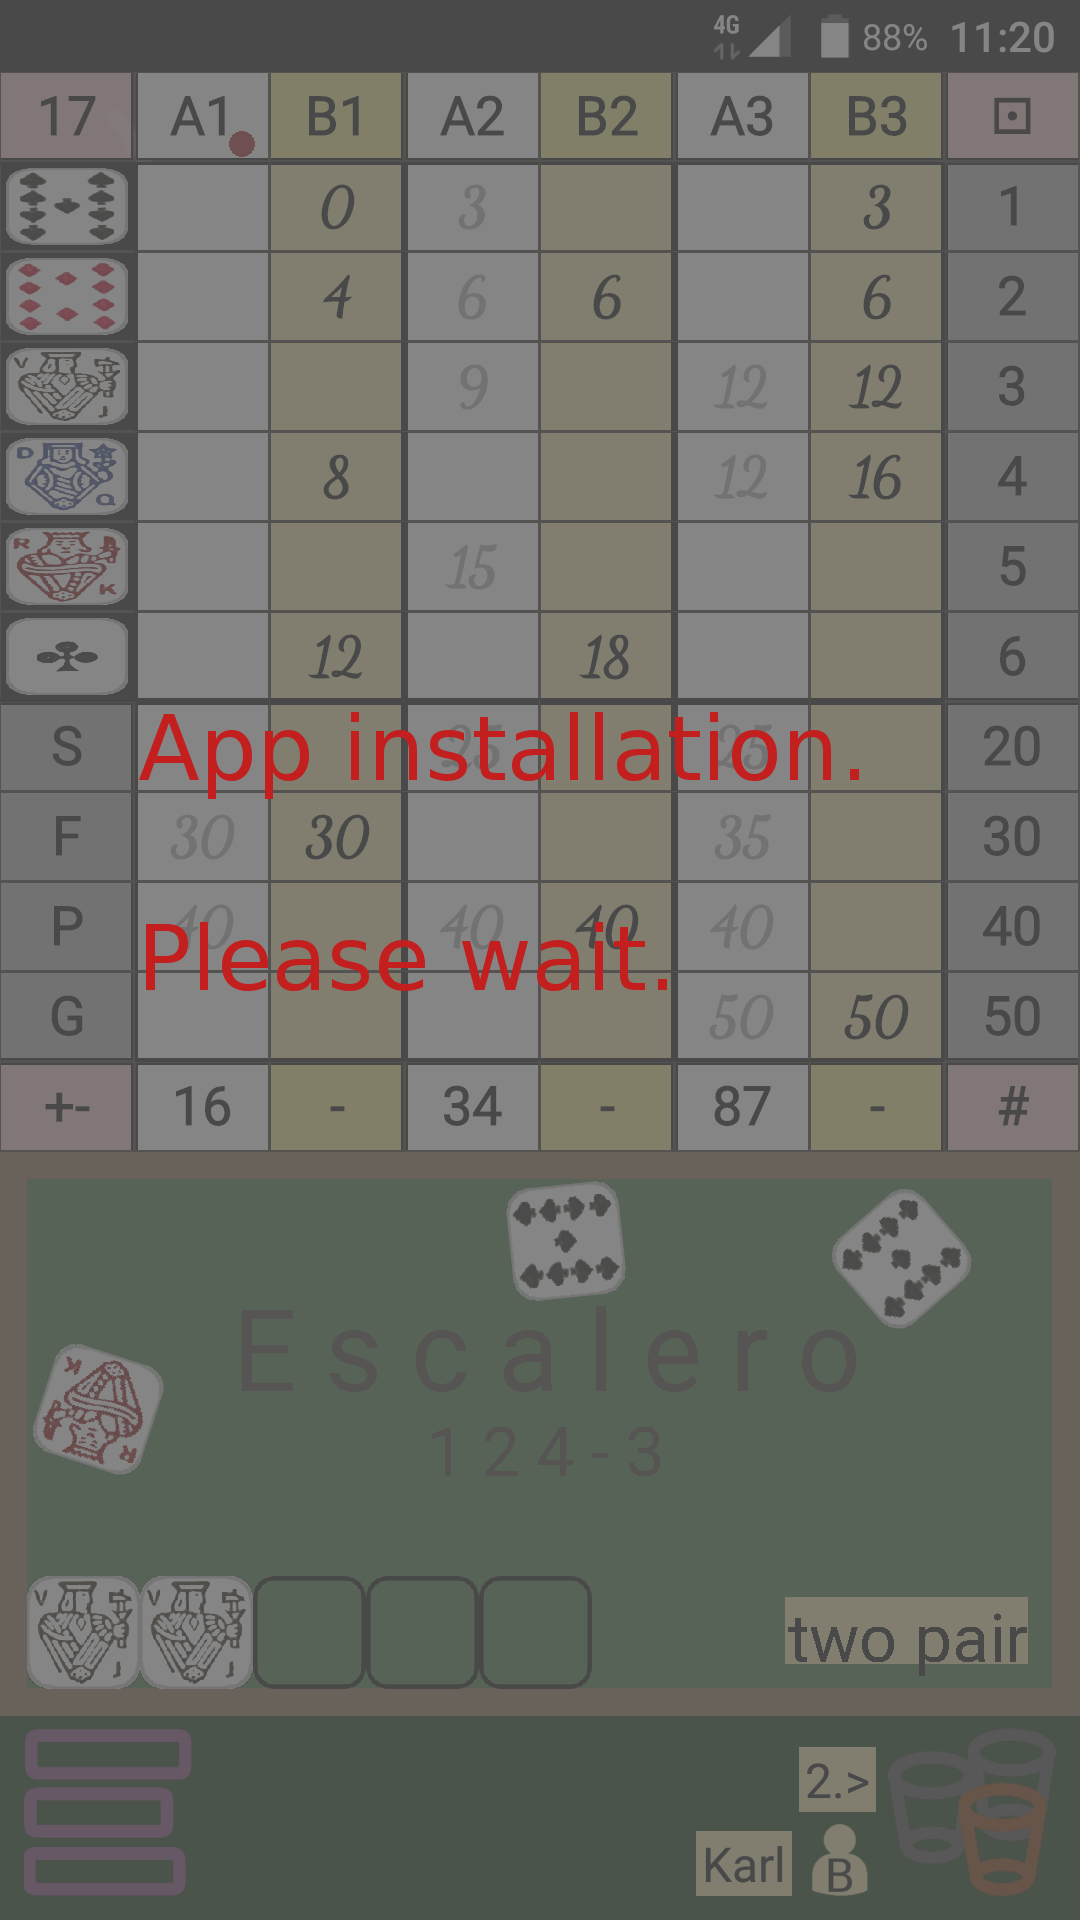 4G 88% 11:20
17 A1 B1 A2 B2 A3 B3
0 3 3 1
4 6 6 6 2
V J 9 12 12 3
D Q 8 12 16 4
R K 15 5
12 18 6
S 25 25 20
App installation.
F 30 30 35 30
P 40 40 40 40 40
Please wait.
G 50 50 50
+- 16 - 34 - 87 - #
Escalero
K R
124-3
V J V J
two pair
2.>
Karl B